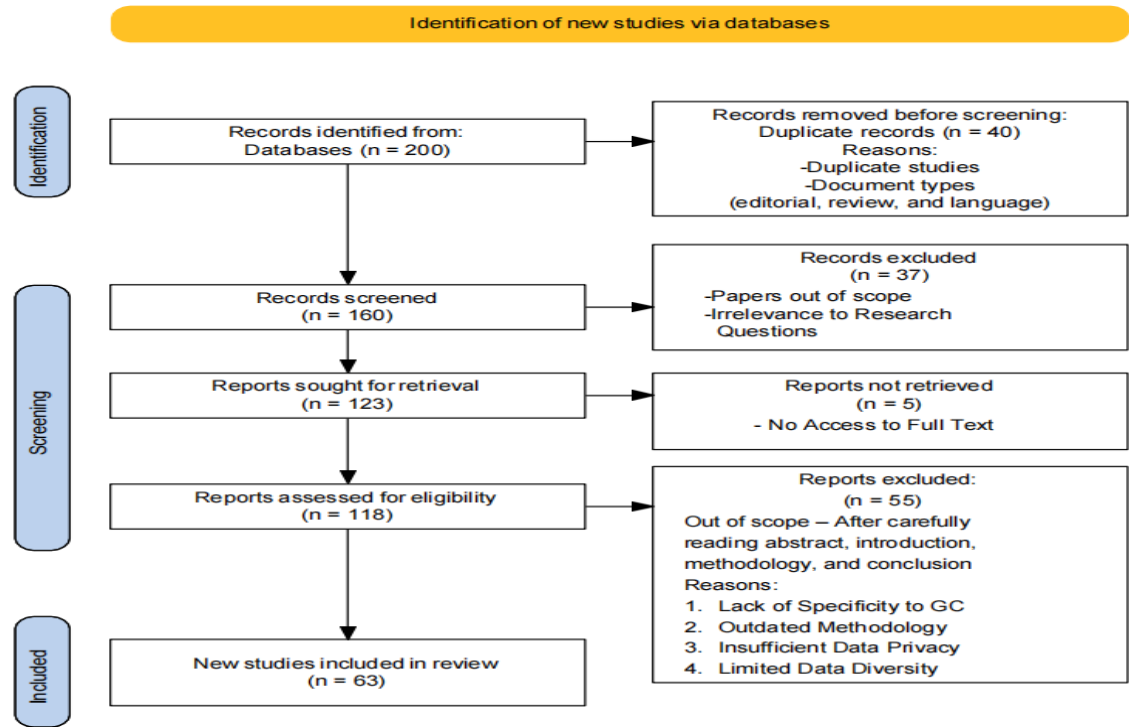 Identification of new studies via databases
Identification
Records identified from:
Databases (n = 200)
Records removed before screening:
Duplicate records (n = 40)
Reasons:
-Duplicate studies
-Document types
(editorial, review, and language)
Screening
Records screened
(n = 160)
Records excluded
(n = 37)
-Papers out of scope
-Irrelevance to Research
Questions
Reports sought for retrieval
(n = 123)
Reports not retrieved
(n = 5)
- No Access to Full Text
Reports assessed for eligibility
(n = 118)
Reports excluded:
(n = 55)
Out of scope – After carefully
reading abstract, introduction,
methodology, and conclusion
Reasons:
1. Lack of Specificity to GC
2. Outdated Methodology
3. Insufficient Data Privacy
4. Limited Data Diversity
Included
New studies included in review
(n = 63)